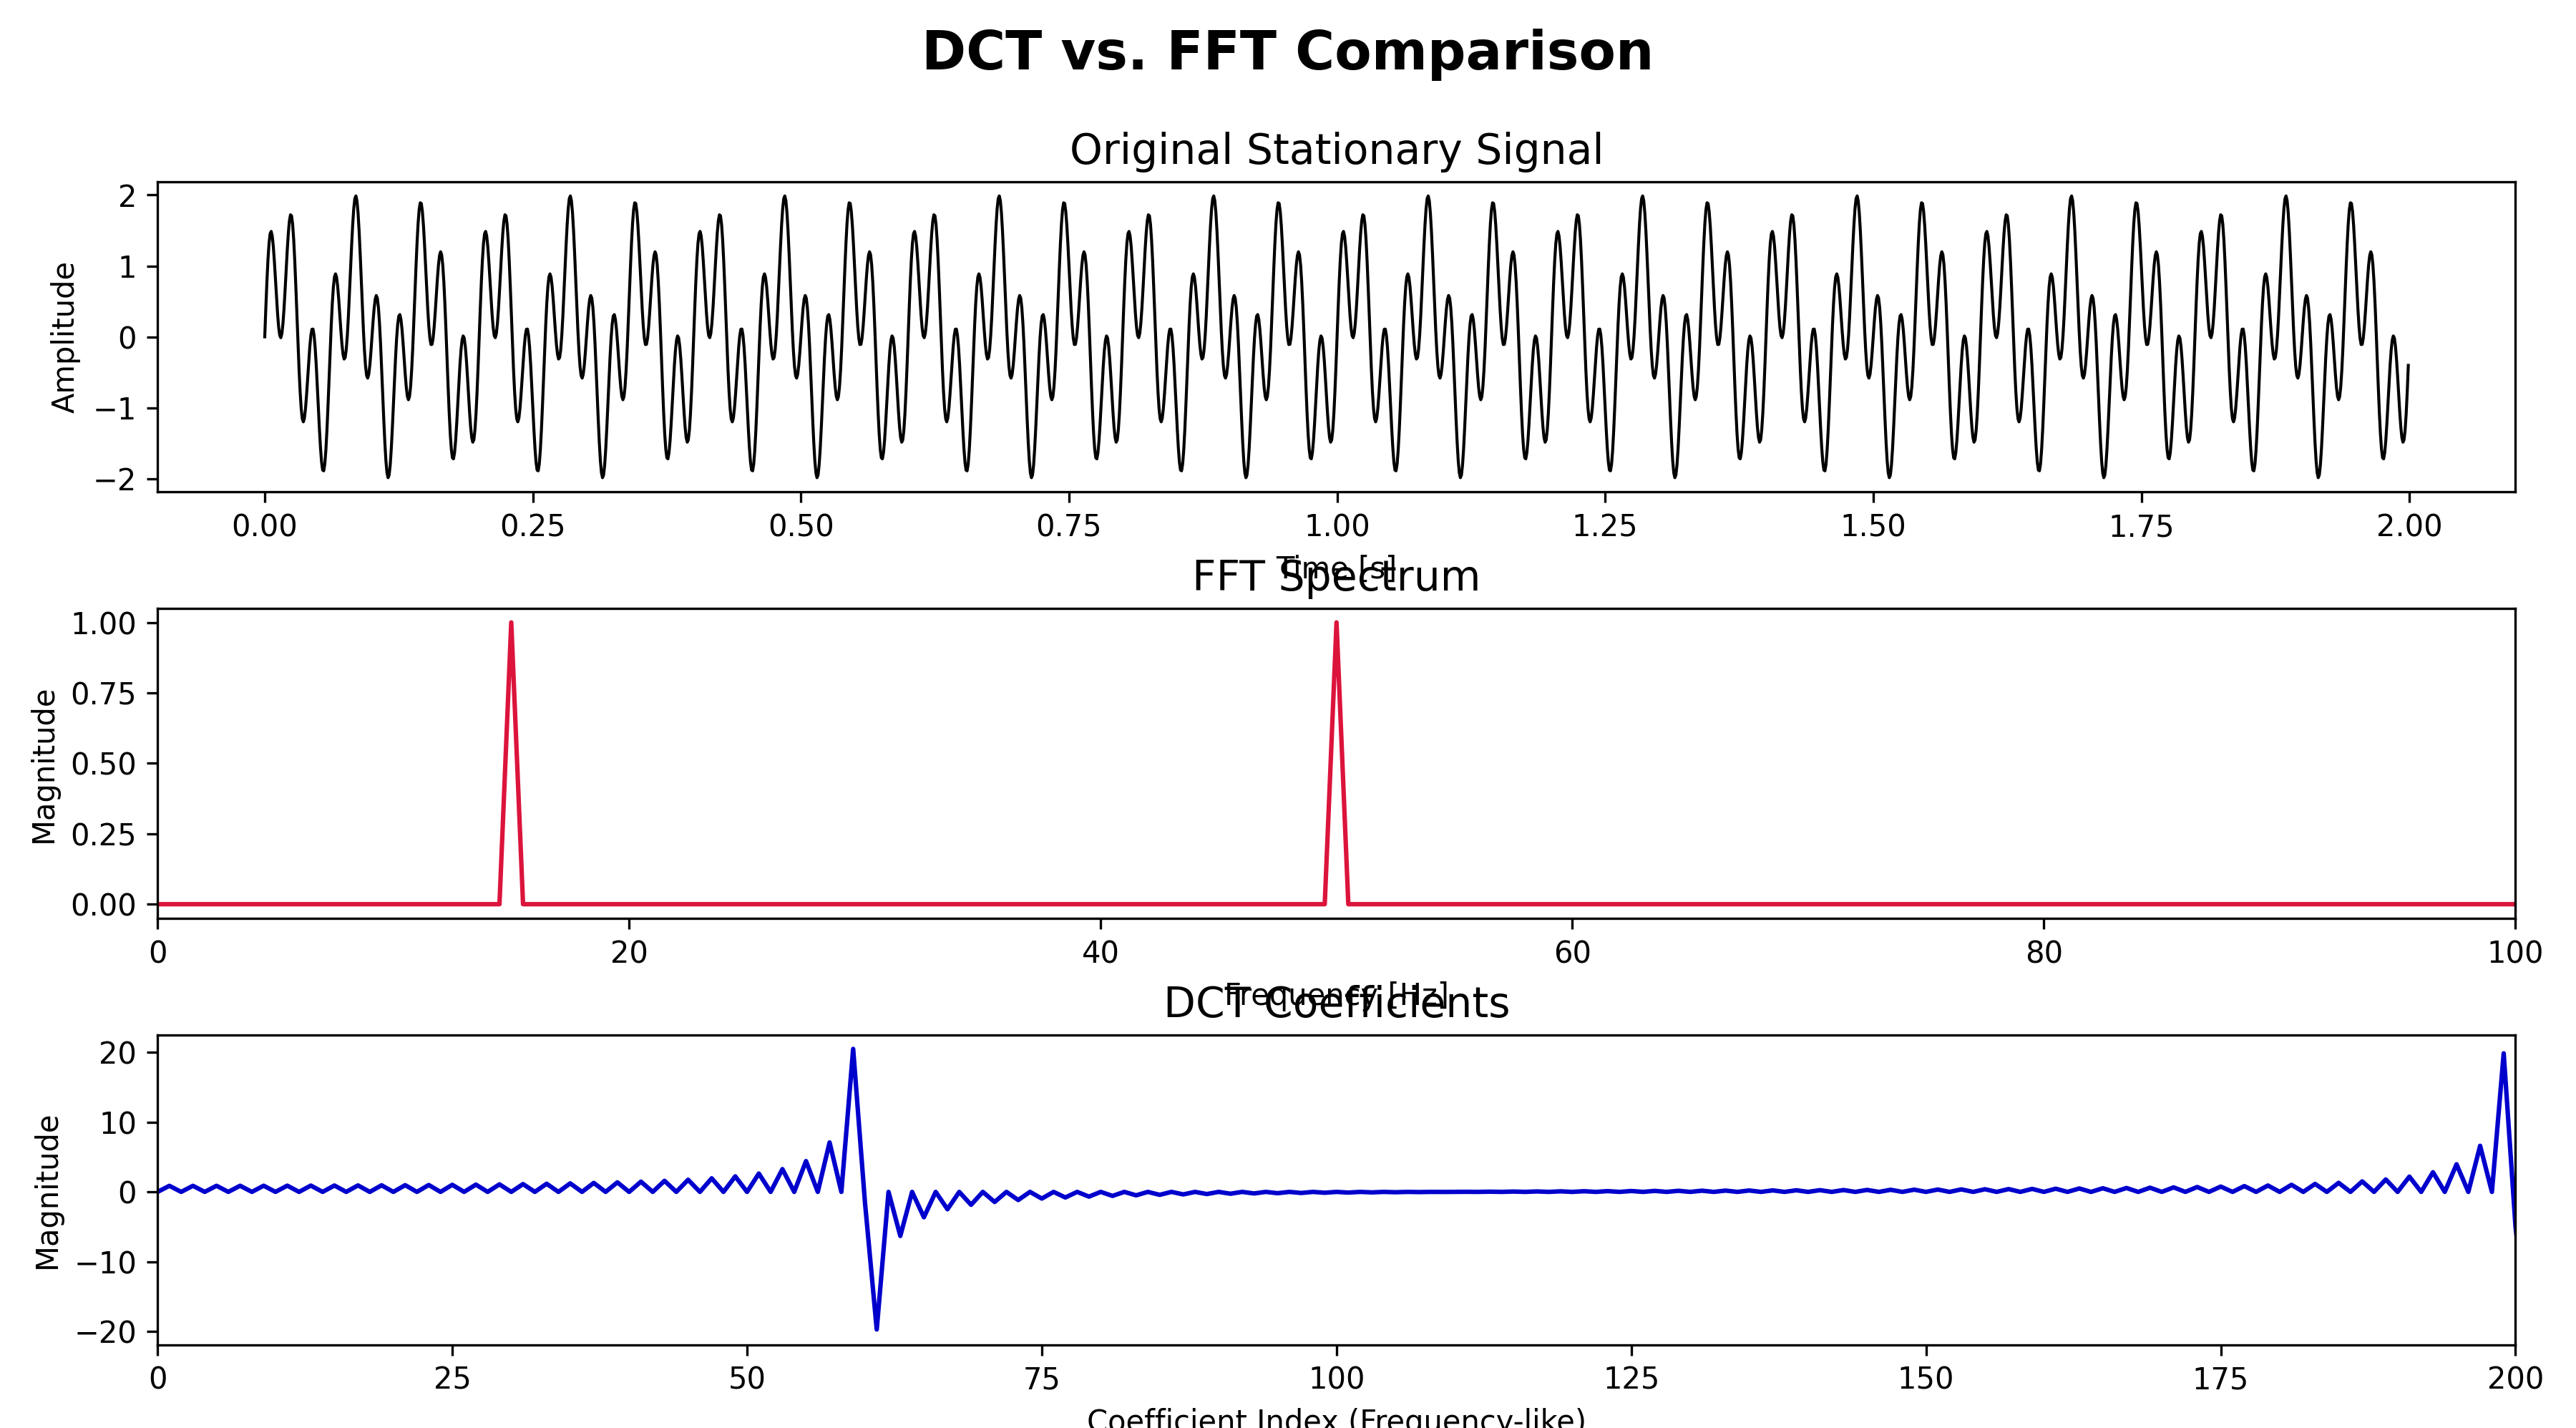 DCT vs. FFT Comparison
Original Stationary Signal
Amplitude
2
1
0
−1
−2
0.00 0.25 0.50 0.75 1.00 1.25 1.50 1.75 2.00
Time [s]
FFT Spectrum
Magnitude
1.00
0.75
0.50
0.25
0.00
0 20 40 60 80 100
Frequency [Hz]
DCT Coefficients
Magnitude
20
10
0
−10
−20
0 25 50 75 100 125 150 175 200
Coefficient Index (Frequency-like)